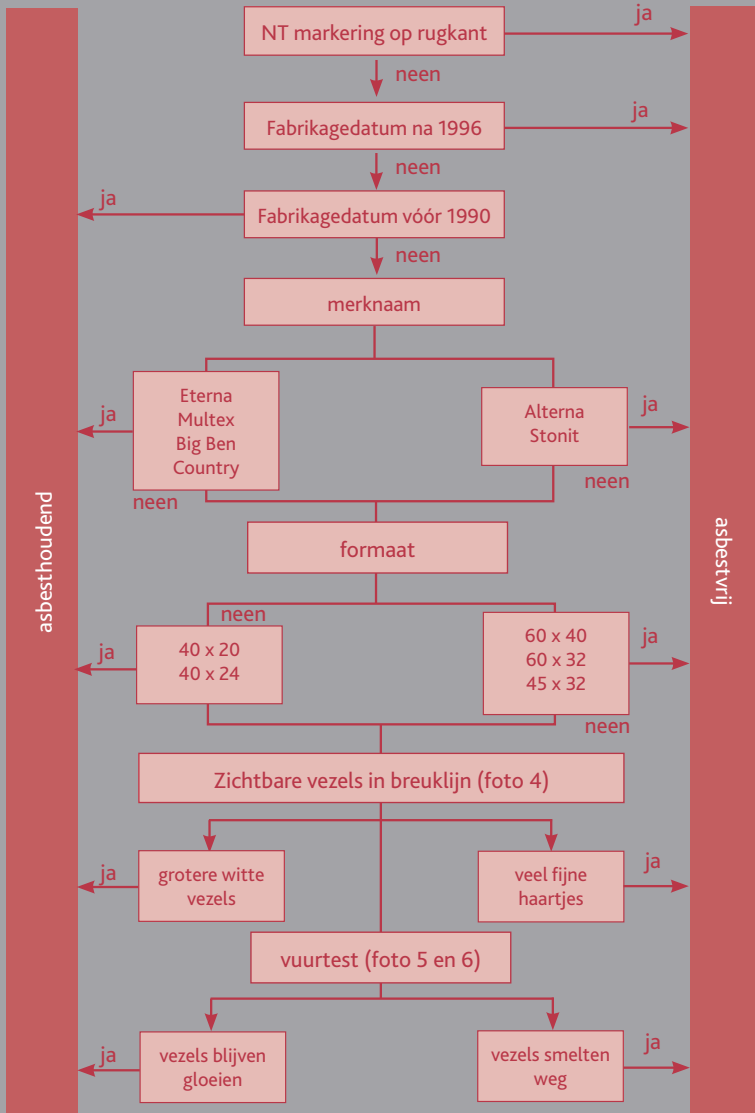 NT markering op rugkant
ja
neen
Fabrikagedatum na 1996
ja
neen
ja
Fabrikagedatum vóór 1990
neen
merknaam
ja
Eterna
Multex
Big Ben
Country
neen
Alterna
Stonit
ja
neen
formaat
neen
ja
40 x 20
40 x 24
60 x 40
60 x 32
45 x 32
ja
neen
Zichtbare vezels in breuklijn (foto 4)
ja
grotere witte
vezels
veel fijne
haartjes
ja
vuurtest (foto 5 en 6)
ja
vezels blijven
gloeien
vezels smelten
weg
ja
asbesthoudend
asbestvrij